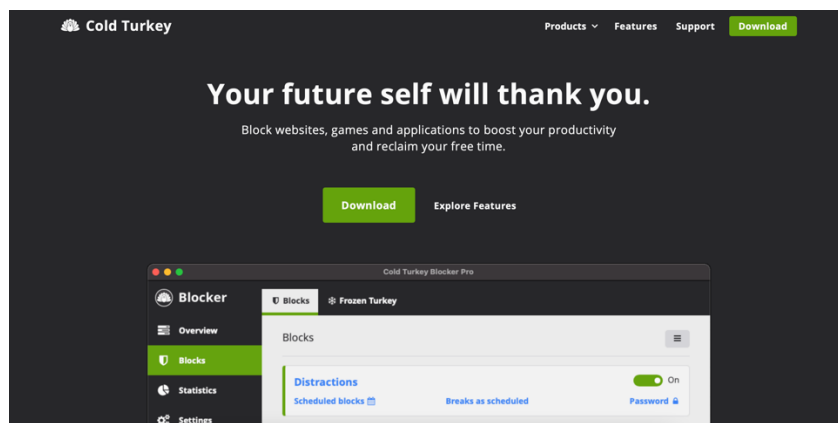 Cold Turkey
Products Features Support Download
Your future self will thank you.
Block websites, games and applications to boost your productivity
and reclaim your free time.
Download Explore Features
Cold Turkey Blocker Pro
Blocker
Blocks Frozen Turkey
Overview
Blocks
Blocks
Statistics
Settings
Distractions
On
Scheduled blocks Breaks as scheduled Password